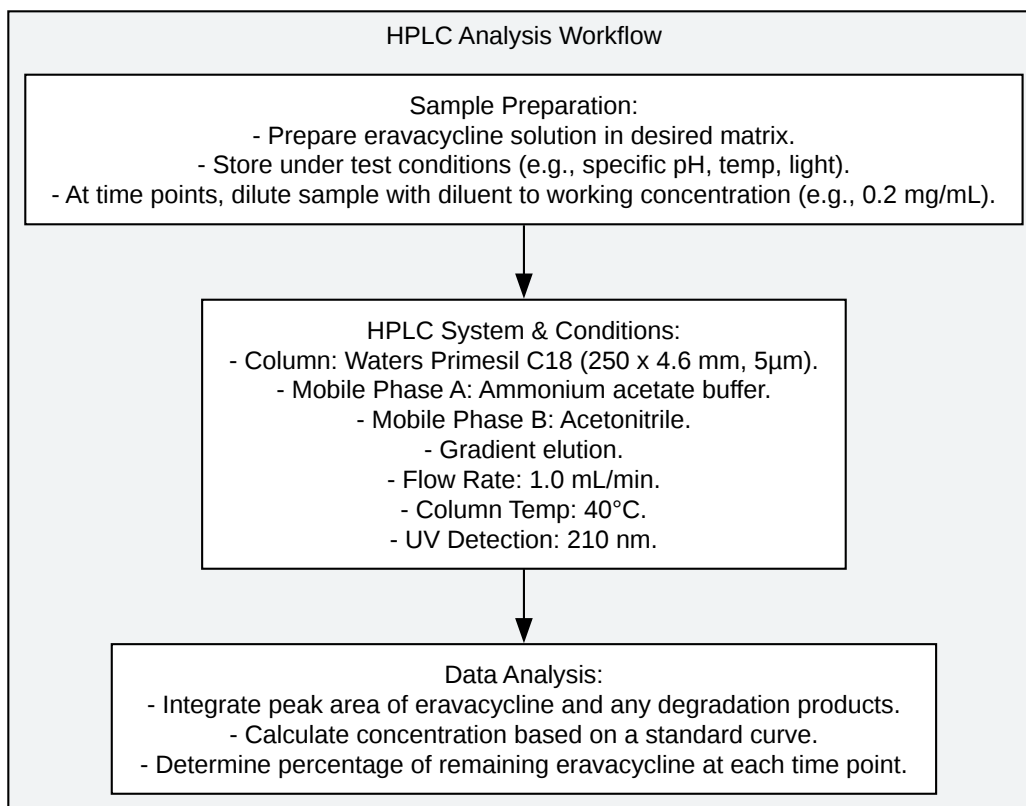 HPLC Analysis Workflow
Sample Preparation:
- Prepare eravacycline solution in desired matrix.
- Store under test conditions (e.g., specific pH, temp, light).
- At time points, dilute sample with diluent to working concentration (e.g., 0.2 mg/mL).
HPLC System & Conditions:
- Column: Waters Primesil C18 (250 x 4.6 mm, 5µm).
- Mobile Phase A: Ammonium acetate buffer.
- Mobile Phase B: Acetonitrile.
- Gradient elution.
- Flow Rate: 1.0 mL/min.
- Column Temp: 40°C.
- UV Detection: 210 nm.
Data Analysis:
- Integrate peak area of eravacycline and any degradation products.
- Calculate concentration based on a standard curve.
- Determine percentage of remaining eravacycline at each time point.